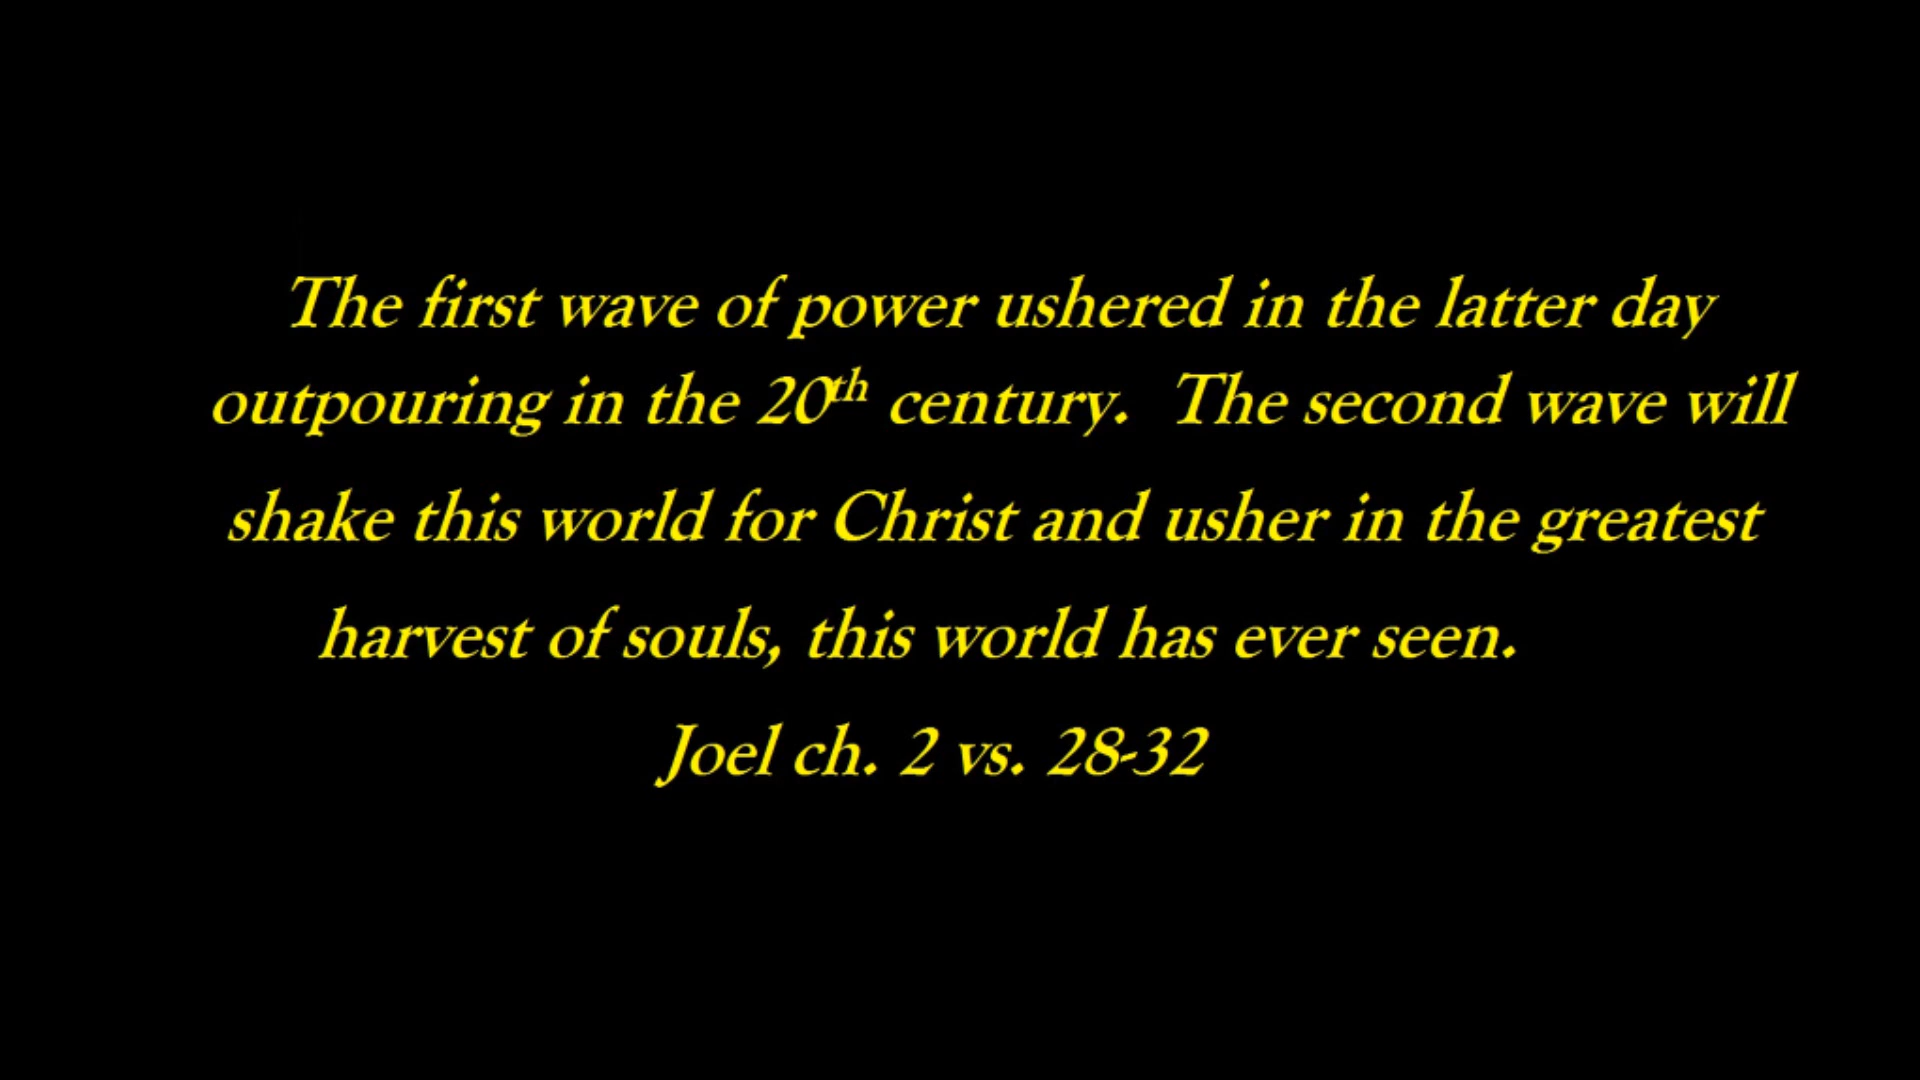 The first wave of power ushered in the latter day
outpouring in the 20th century.  The second wave will
shake this world for Christ and usher in the greatest
harvest of souls, this world has ever seen.
Joel ch. 2 vs. 28-32